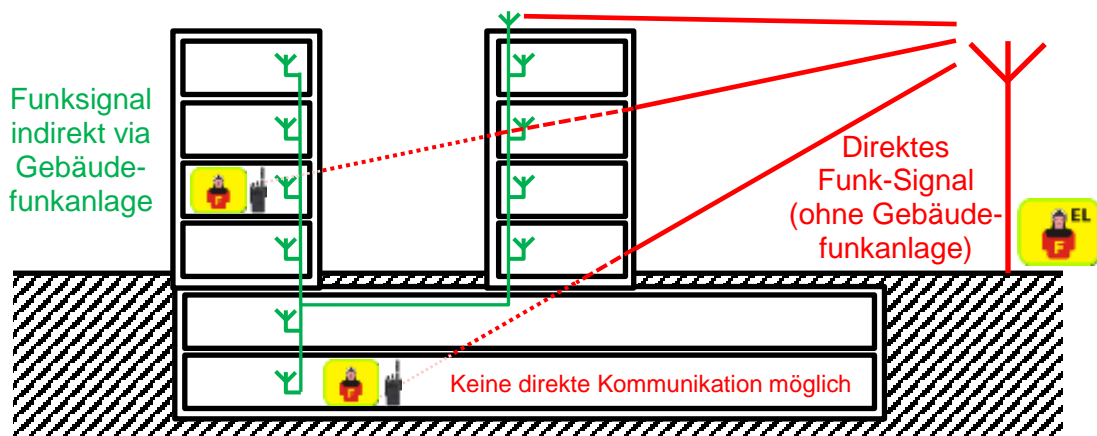 Funksignal
indirekt via
Gebäude-
funkanlage
Direktes
Funk-Signal
(ohne Gebäude-
funkanlage)
F
EL
F
F
Keine direkte Kommunikation möglich